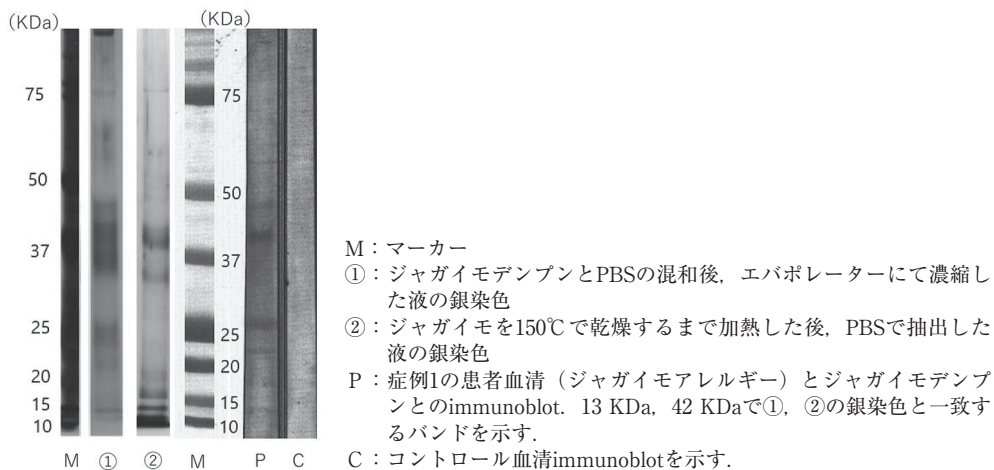 (KDa)
75
50
37
25
20
15
10
M ① ②
(KDa)
75
50
37
25
20
15
10
M P C
M：マーカー
①：ジャガイモデンプンとPBSの混和後，エバポレーターにて濃縮し
た液の銀染色
②：ジャガイモを150℃で乾燥するまで加熱した後，PBSで抽出した
液の銀染色
P：症例1の患者血清（ジャガイモアレルギー）とジャガイモデンプ
ンとのimmunoblot．13 KDa，42 KDaで①，②の銀染色と一致す
るバンドを示す．
C：コントロール血清immunoblotを示す．